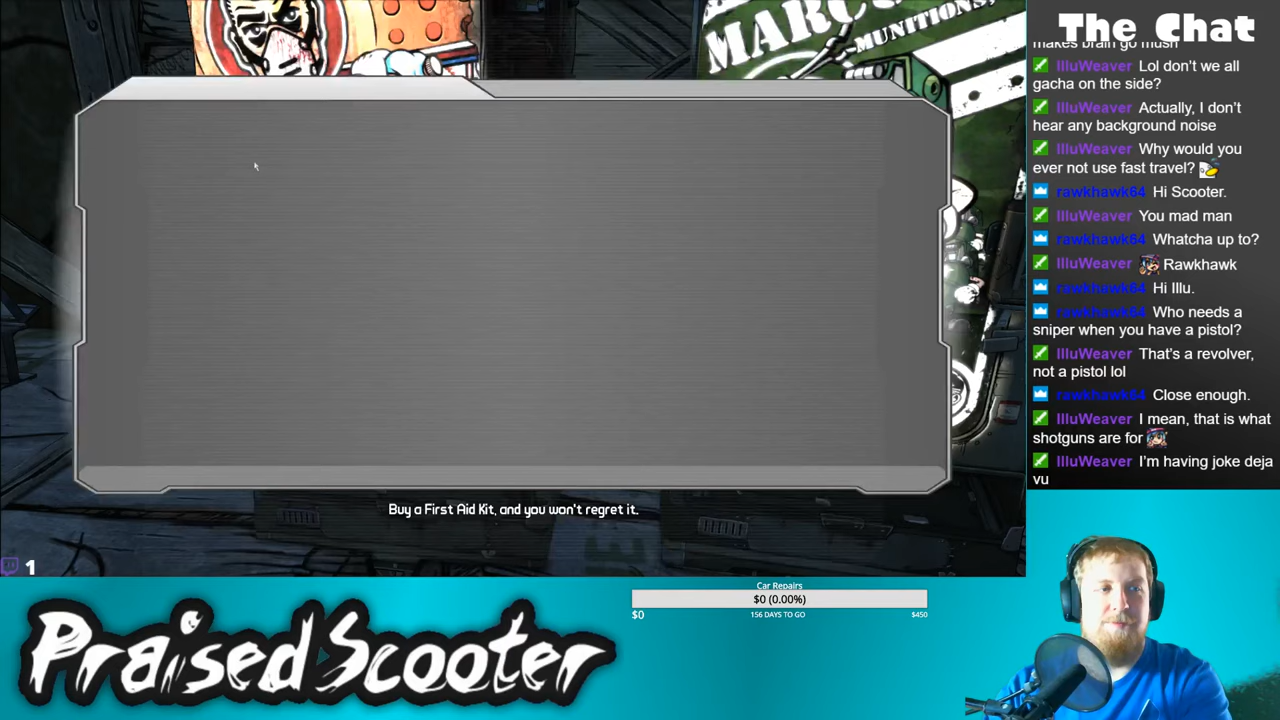 MARCU
MUNITIONS,
The Chat
makes brain go mush
IlluWeaver Lol don't we all
gacha on the side?
IlluWeaver Actually, I don't
hear any background noise
IlluWeaver Why would you
ever not use fast travel?
rawkhawk64 Hi Scooter.
IlluWeaver You mad man
rawkhawk64 Whatcha up to?
IlluWeaver Rawkhawk
rawkhawk64 Hi Illu.
rawkhawk64 Who needs a
sniper when you have a pistol?
IlluWeaver That's a revolver,
not a pistol lol
rawkhawk64 Close enough.
IlluWeaver I mean, that is what
shotguns are for
IlluWeaver I'm having joke deja
vu
Buy a First Aid Kit, and you won't regret it.
1
Car Repairs
$0 (0.00%)
$0 156 DAYS TO GO $450
PraisedScooter